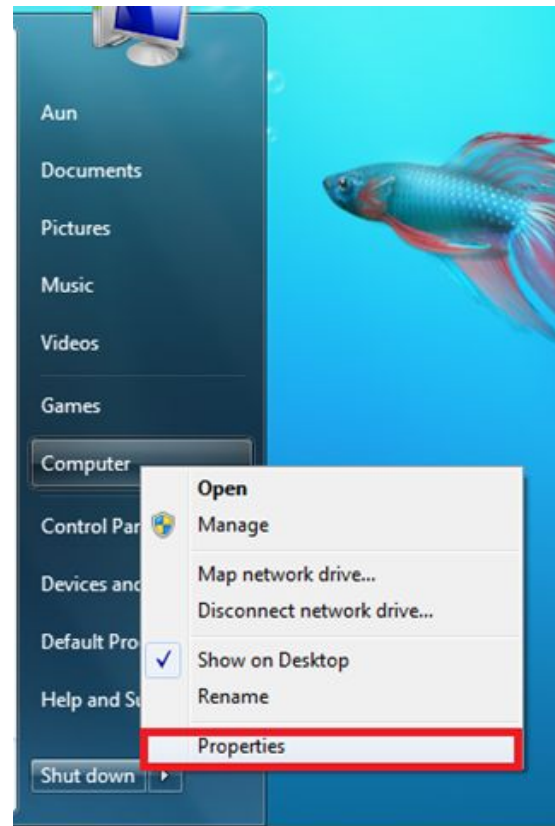 Aun
Documents
Pictures
Music
Videos
Games
Computer
Open
Control Par
Manage
Map network drive...
Devices and
Disconnect network drive...
Default Pro
Show on Desktop
Rename
Help and Su
Properties
Shut down